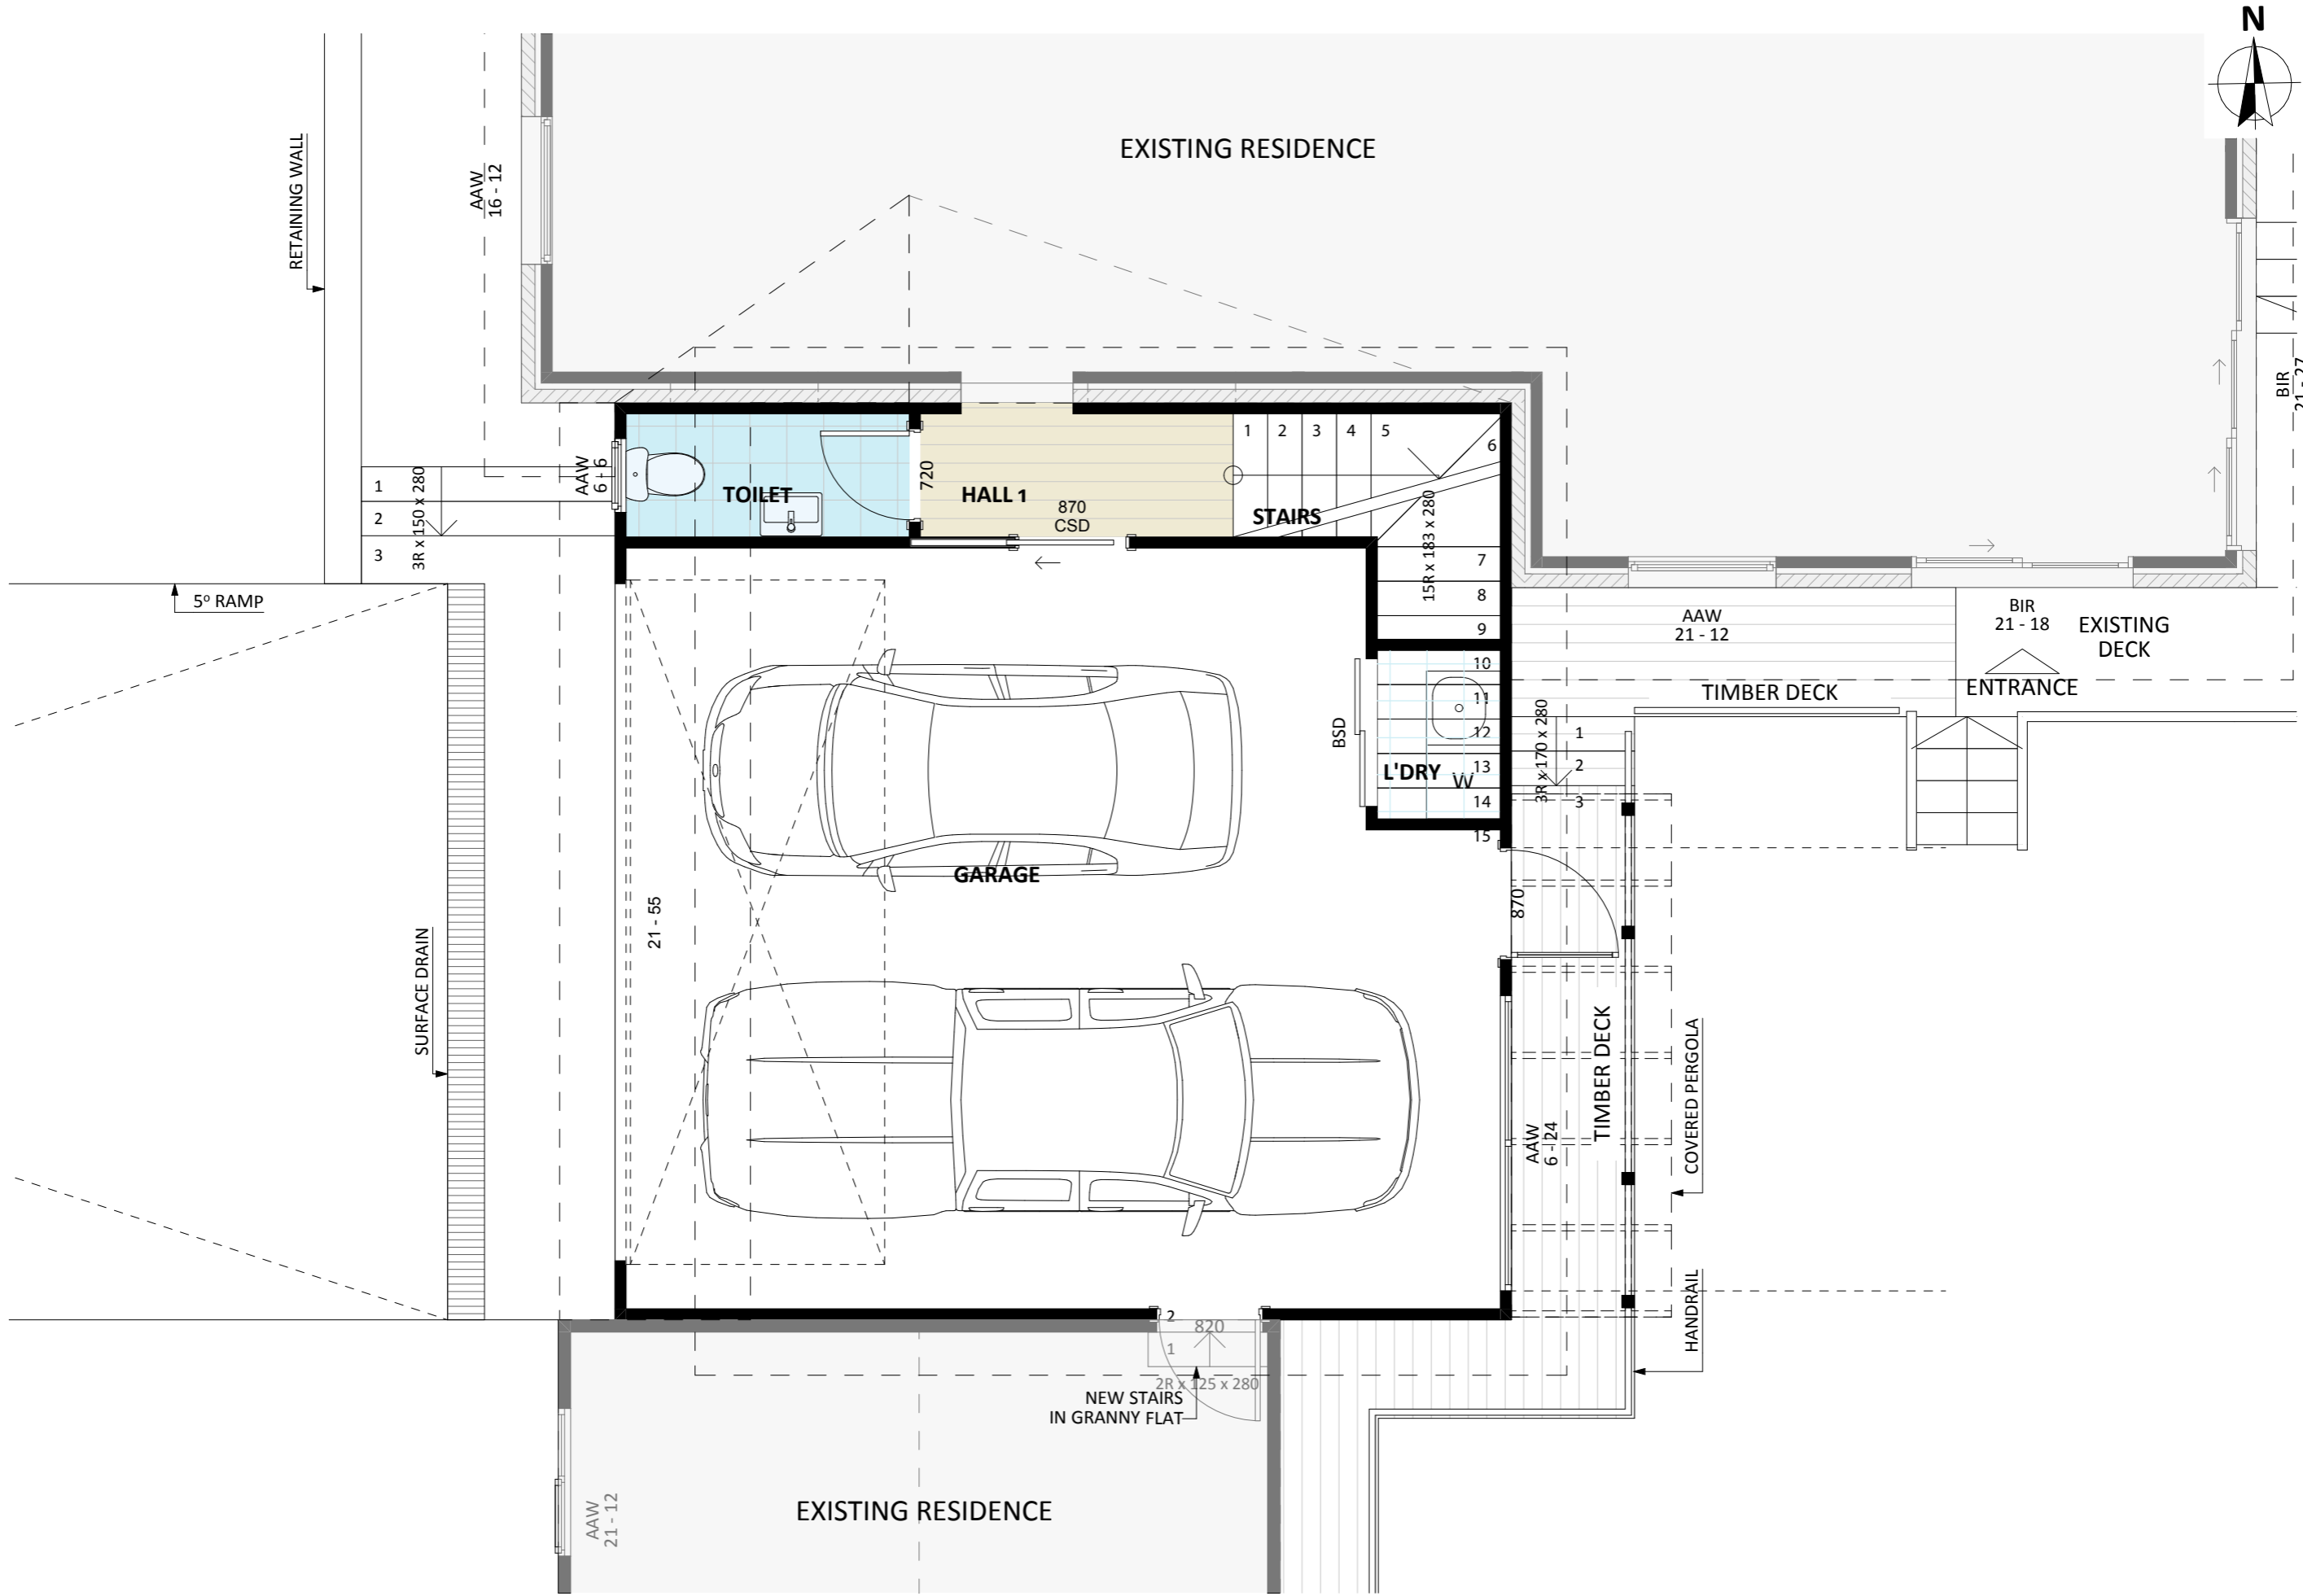 N
EXISTING RESIDENCE
RETAINING WALL
AAW
16 - 12
BIR
21 - 27
AAW
6 - 6
TOILET
720
HALL 1
870
CSD
STAIRS
1
2
3
4
5
6
7
8
9
10
11
12
13
14
15
15R x 183 x 280
1
2
3
3R x 150 x 280
5º RAMP
AAW
21 - 12
BIR
21 - 18
EXISTING
DECK
TIMBER DECK
ENTRANCE
BSD
L'DRY
W
3R x 170 x 280
1
2
3
GARAGE
21 - 55
870
SURFACE DRAIN
TIMBER DECK
AAW
6 - 24
COVERED PERGOLA
HANDRAIL
2
820
1
2R x 125 x 280
NEW STAIRS
IN GRANNY FLAT
AAW
21 - 12
EXISTING RESIDENCE